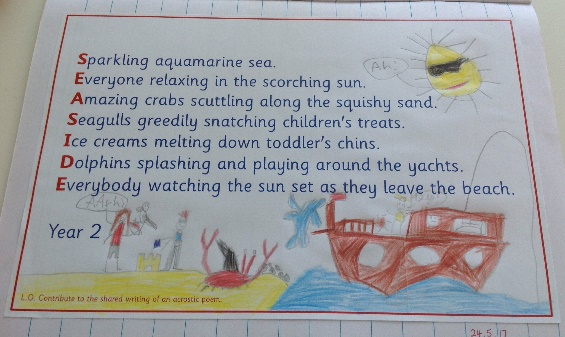 Sparkling aquamarine sea.
Everyone relaxing in the scorching sun.
Ah!
Amazing crabs scuttling along the squishy sand.
Seagulls greedily snatching children's treats.
Ice creams melting down toddler's chins.
Dolphins splashing and playing around the yachts.
Everybody watching the sun set as they leave the beach.
Year 2
L.O. Contribute to the shared writing of an acrostic poem.
24.5.17